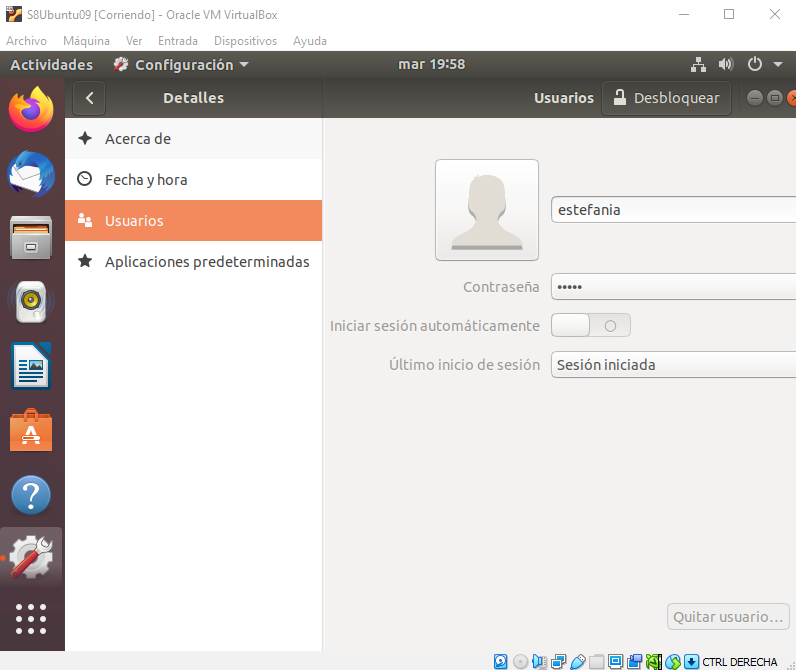 S8Ubuntu09 [Corriendo] - Oracle VM VirtualBox
Archivo Máquina Ver Entrada Dispositivos Ayuda
Actividades Configuración mar 19:58
Detalles Usuarios Desbloquear
Acerca de
Fecha y hora
Usuarios
Aplicaciones predeterminadas
estefania
Contraseña •••••
Iniciar sesión automáticamente
Último inicio de sesión Sesión iniciada
Quitar usuario...
CTRL DERECHA